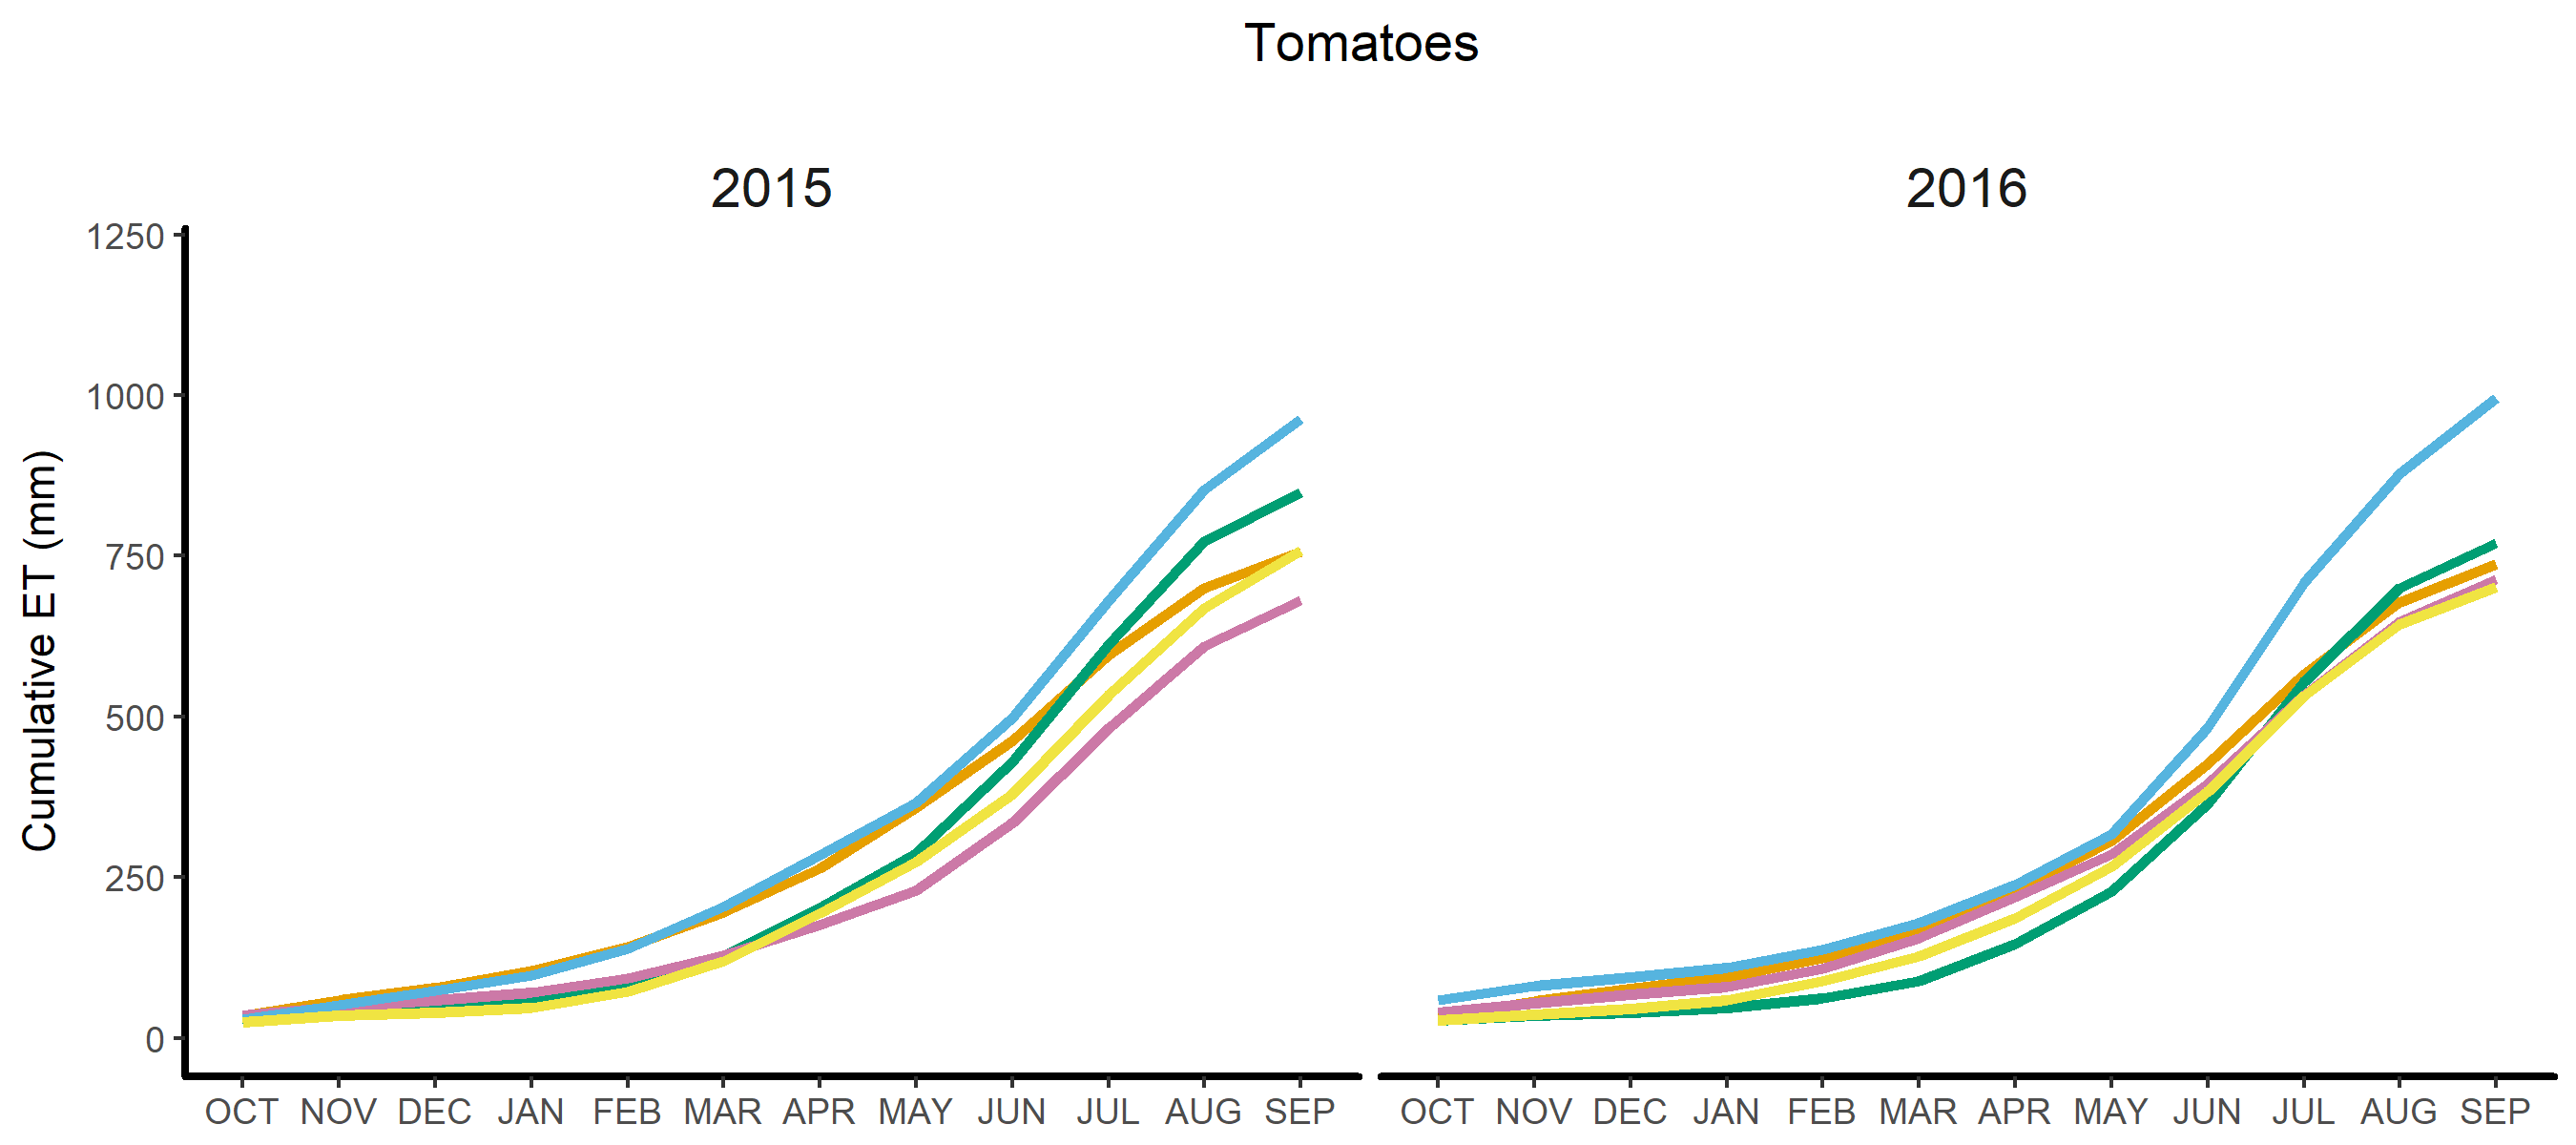 Tomatoes
2015
2016
Cumulative ET (mm)
1250
1000
750
500
250
0
OCT NOV DEC JAN FEB MAR APR MAY JUN JUL AUG SEP
OCT NOV DEC JAN FEB MAR APR MAY JUN JUL AUG SEP